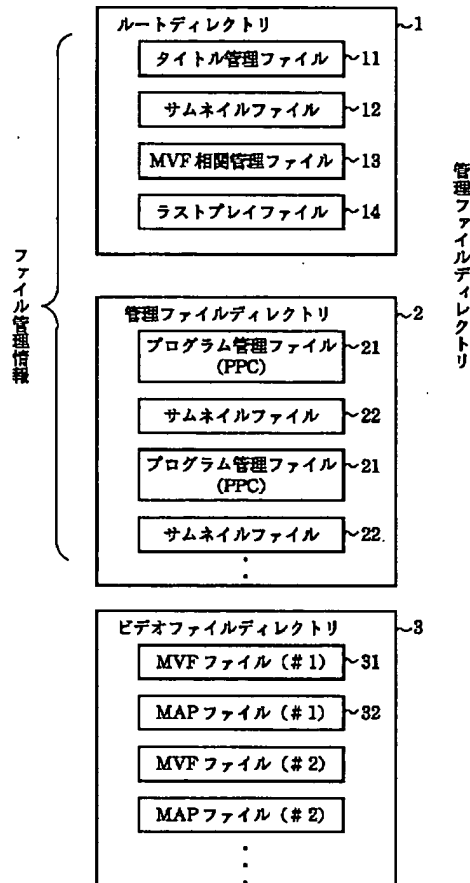 ルートディレクトリ ~1
タイトル管理ファイル ~11
サムネイルファイル ~12
MVF相関管理ファイル ~13
ラストプレイファイル ~14
管理ファイルディレクトリ
ファイル管理情報
管理ファイルディレクトリ ~2
プログラム管理ファイル ~21
(PPC)
サムネイルファイル ~22
プログラム管理ファイル ~21
(PPC)
サムネイルファイル ~22
ビデオファイルディレクトリ ~3
MVFファイル(#1) ~31
MAPファイル(#1) ~32
MVFファイル(#2)
MAPファイル(#2)